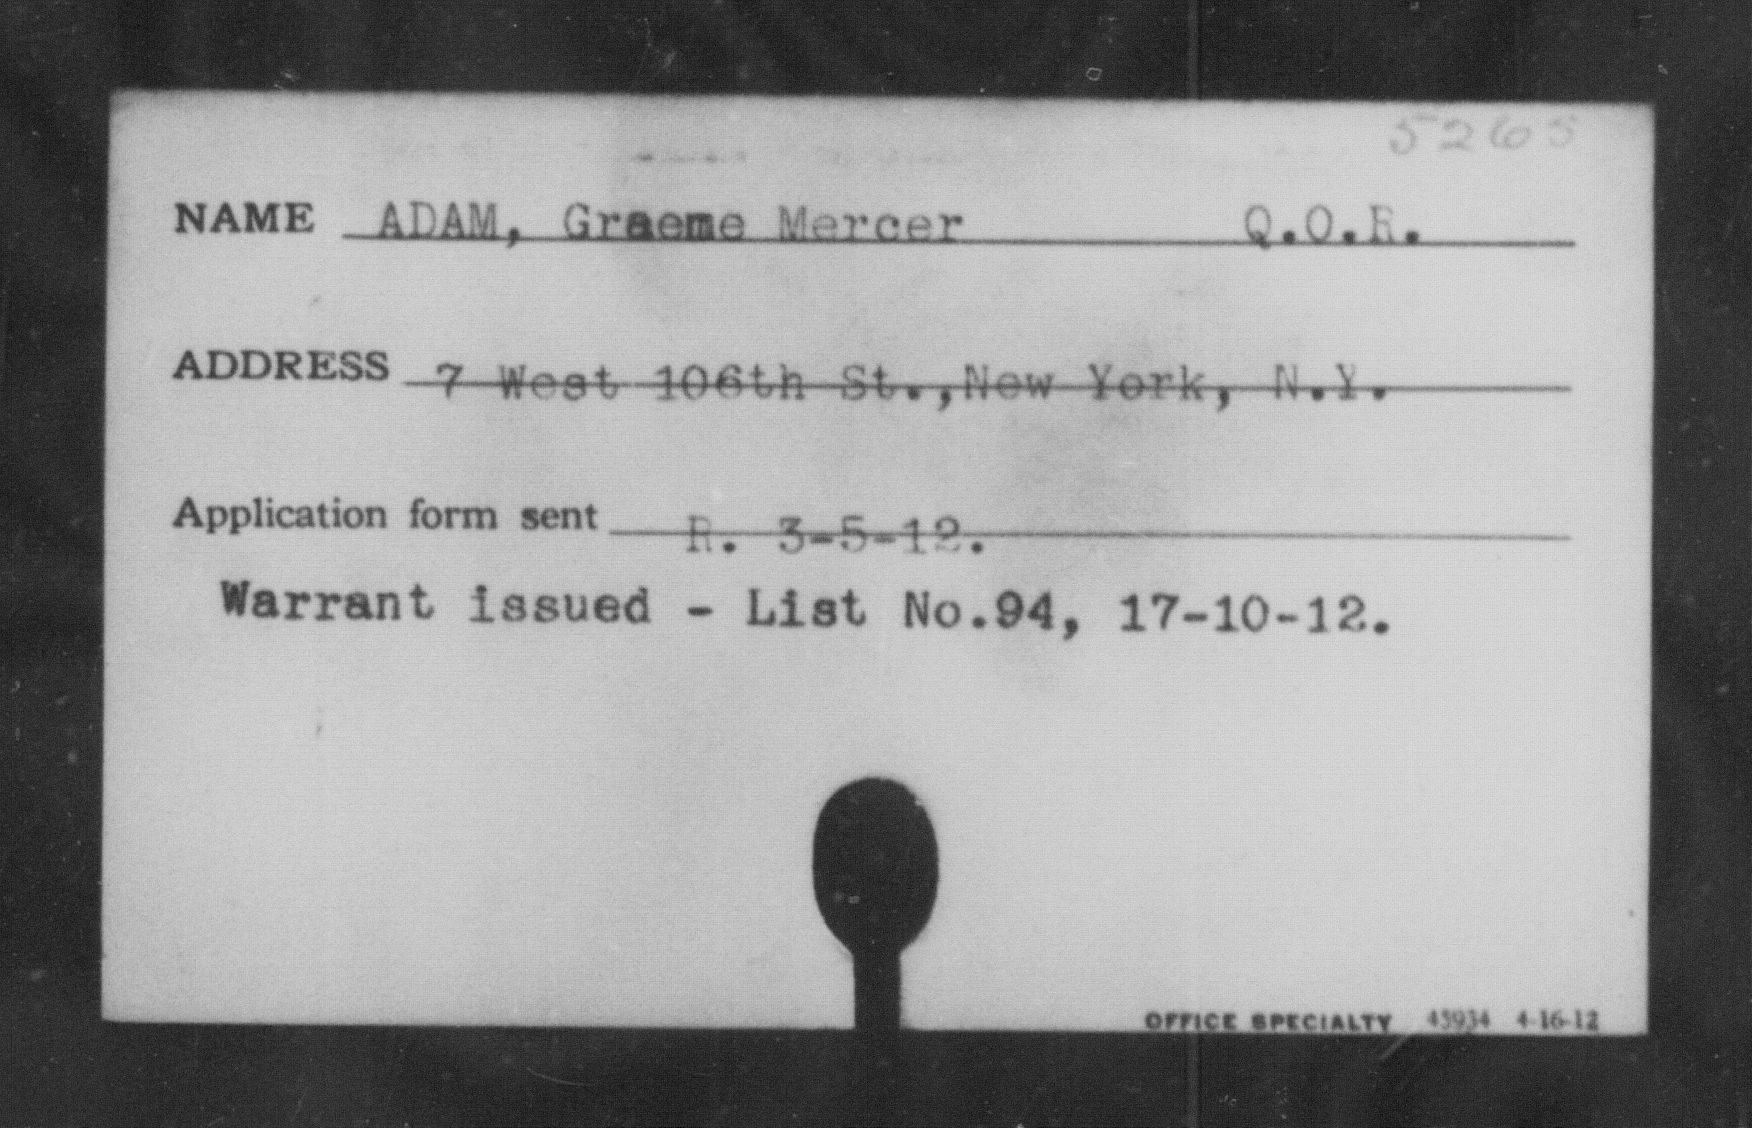 5265
NAME ADAM, Graeme Mercer Q.O.R.
ADDRESS 7 West 106th St.,New York, N.Y.
Application form sent R. 3-5-12.
Warrant issued - List No.94, 17-10-12.
OFFICE SPECIALTY 45934 4-16-12